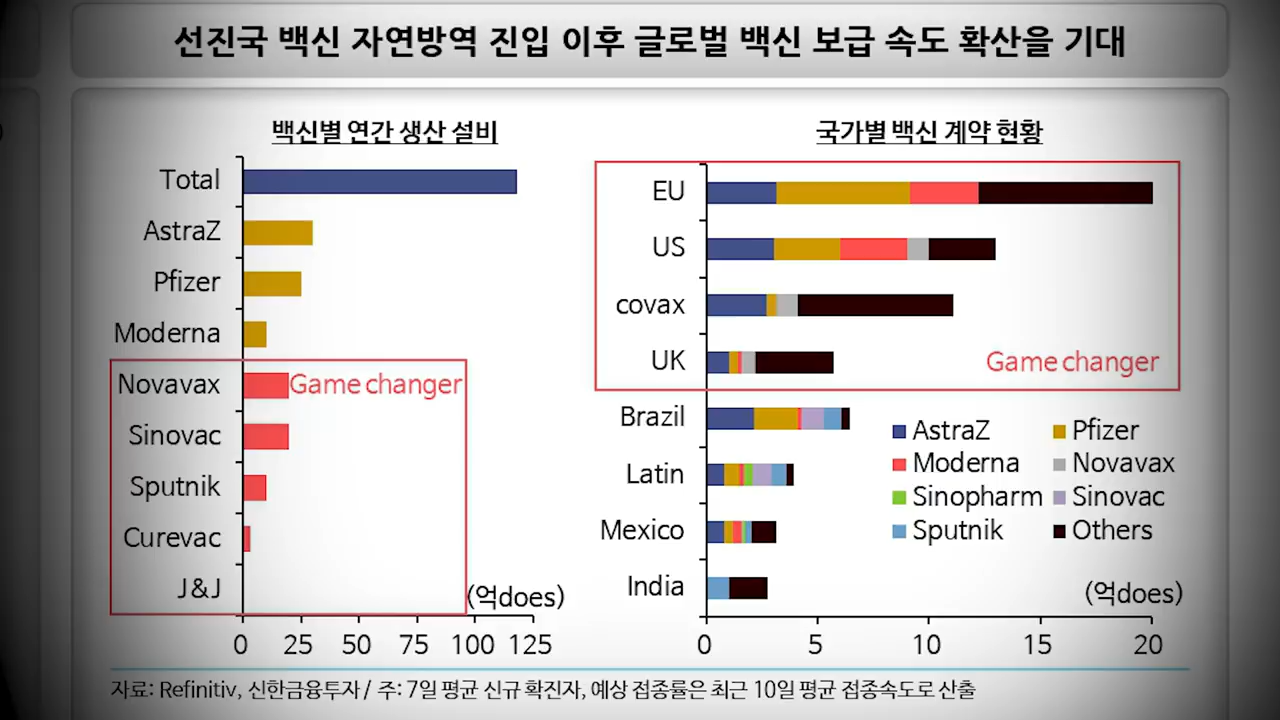 선진국 백신 자연방역 진입 이후 글로벌 백신 보급 속도 확산을 기대
백신별 연간 생산 설비
Total
AstraZ
Pfizer
Moderna
Novavax
Game changer
Sinovac
Sputnik
Curevac
J&J
(억does)
0 25 50 75 100 125
국가별 백신 계약 현황
EU
US
covax
UK
Game changer
Brazil
Latin
Mexico
India
AstraZ Pfizer
Moderna Novavax
Sinopharm Sinovac
Sputnik Others
(억does)
0 5 10 15 20
자료: Refinitiv, 신한금융투자 / 주: 7일 평균 신규 확진자, 예상 접종률은 최근 10일 평균 접종속도로 산출